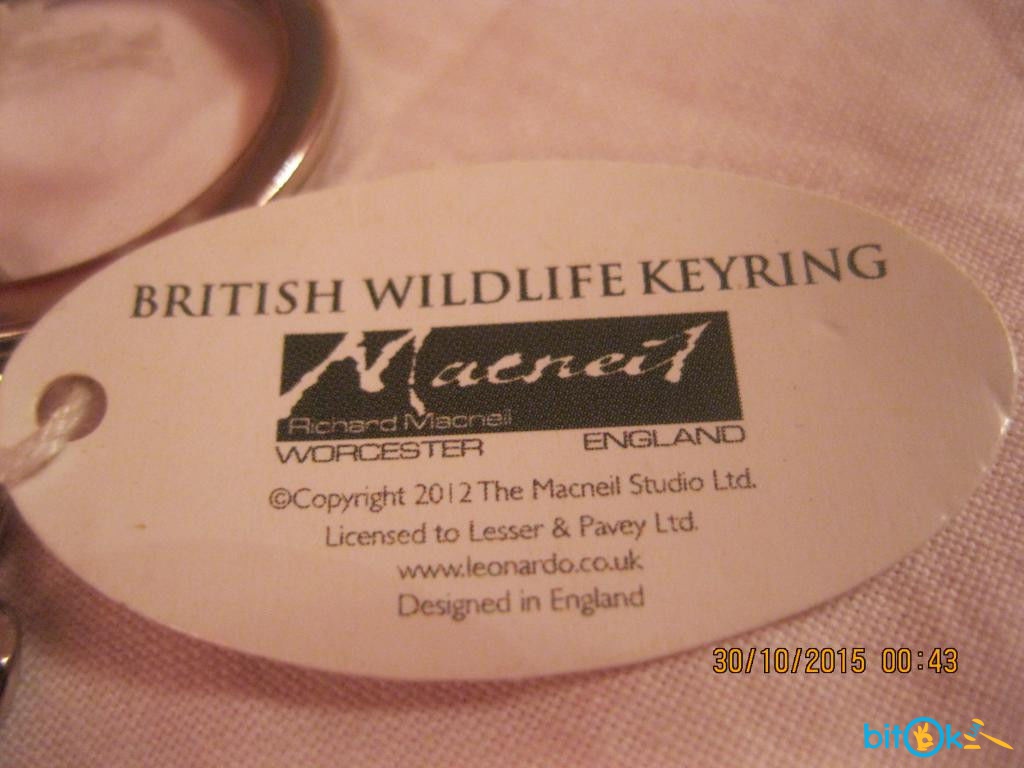 BRITISH WILDLIFE KEYRING
Macneil
Richard Macneil
WORCESTER ENGLAND
©Copyright 2012 The Macneil Studio Ltd.
Licensed to Lesser & Pavey Ltd.
www.leonardo.co.uk
Designed in England
30/10/2015 00:43
bitok